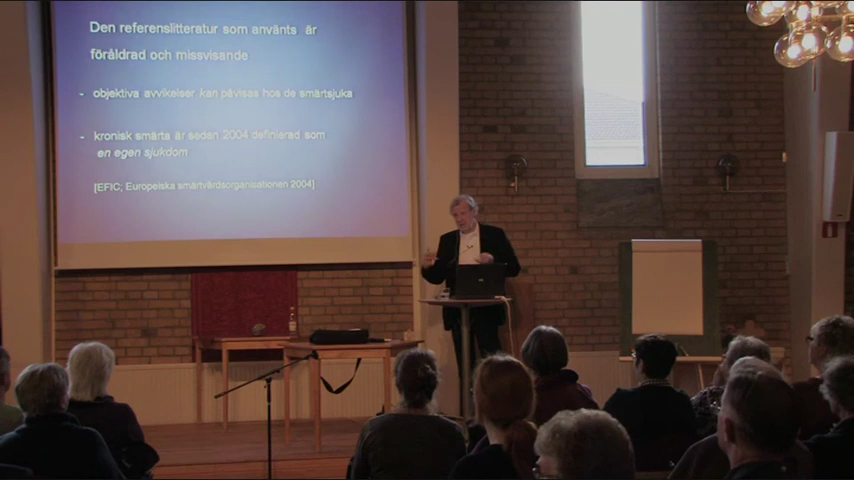 Den referenslitteratur som använts är
föråldrad och missvisande
- objektiva avvikelser kan påvisas hos de smärtsjuka
- kronisk smärta är sedan 2004 definierad som
en egen sjukdom
[EFIC; Europeiska smärtvårdsorganisationen 2004]